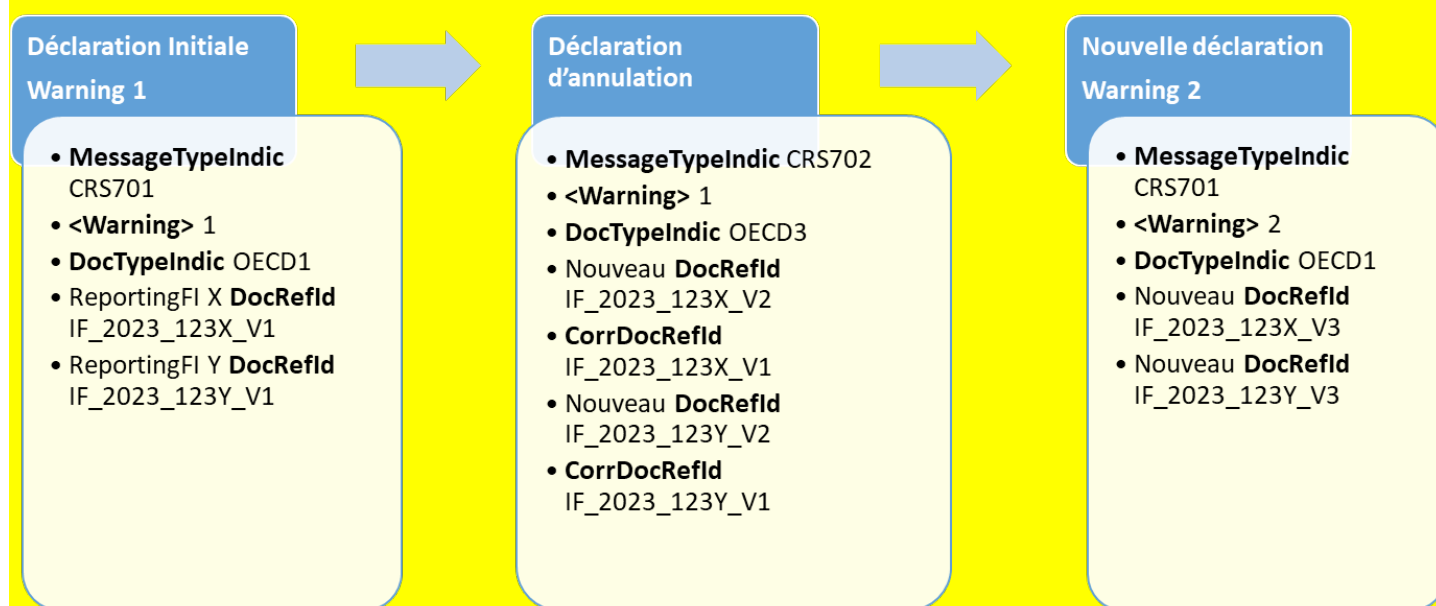 Déclaration Initiale
Warning 1
• MessageTypeIndic
CRS701
• <Warning> 1
• DocTypeIndic OECD1
• ReportingFI X DocRefId
IF_2023_123X_V1
• ReportingFI Y DocRefId
IF_2023_123Y_V1
Déclaration
d’annulation
• MessageTypeIndic CRS702
• <Warning> 1
• DocTypeIndic OECD3
• Nouveau DocRefId
IF_2023_123X_V2
• CorrDocRefId
IF_2023_123X_V1
• Nouveau DocRefId
IF_2023_123Y_V2
• CorrDocRefId
IF_2023_123Y_V1
Nouvelle déclaration
Warning 2
• MessageTypeIndic
CRS701
• <Warning> 2
• DocTypeIndic OECD1
• Nouveau DocRefId
IF_2023_123X_V3
• Nouveau DocRefId
IF_2023_123Y_V3